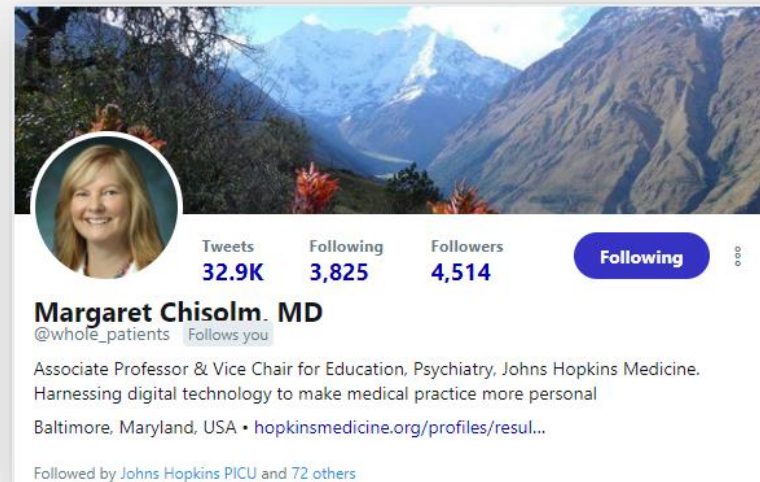 Tweets Following Followers
32.9K 3,825 4,514
Following
Margaret Chisolm, MD
@whole_patients Follows you
Associate Professor & Vice Chair for Education, Psychiatry, Johns Hopkins Medicine.
Harnessing digital technology to make medical practice more personal
Baltimore, Maryland, USA • hopkinsmedicine.org/profiles/resul...
Followed by Johns Hopkins PICU and 72 others